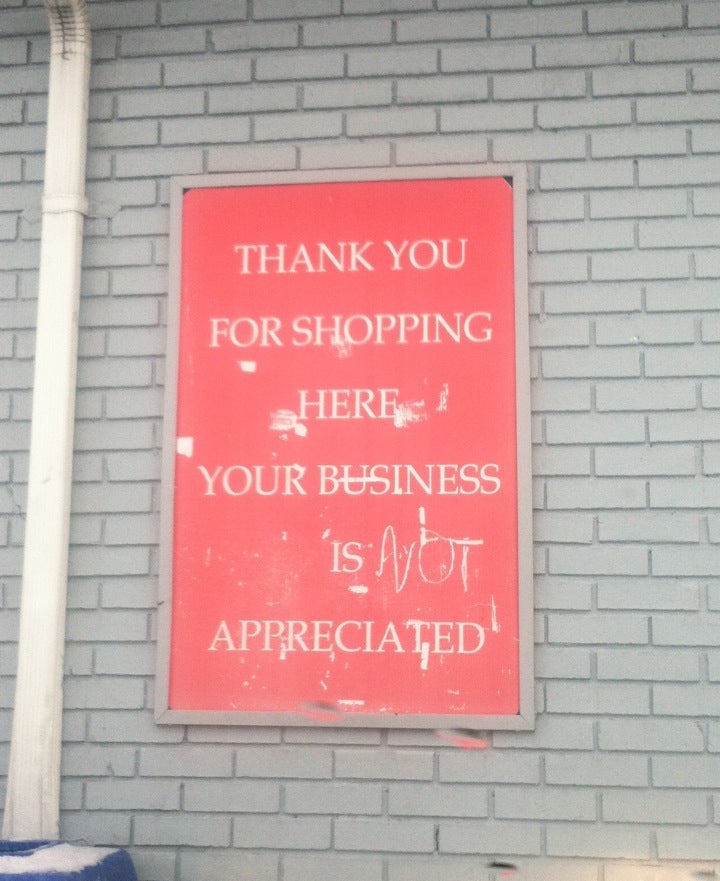 THANK YOU
FOR SHOPPING
HERE
YOUR BUSINESS
IS NOT
APPRECIATED